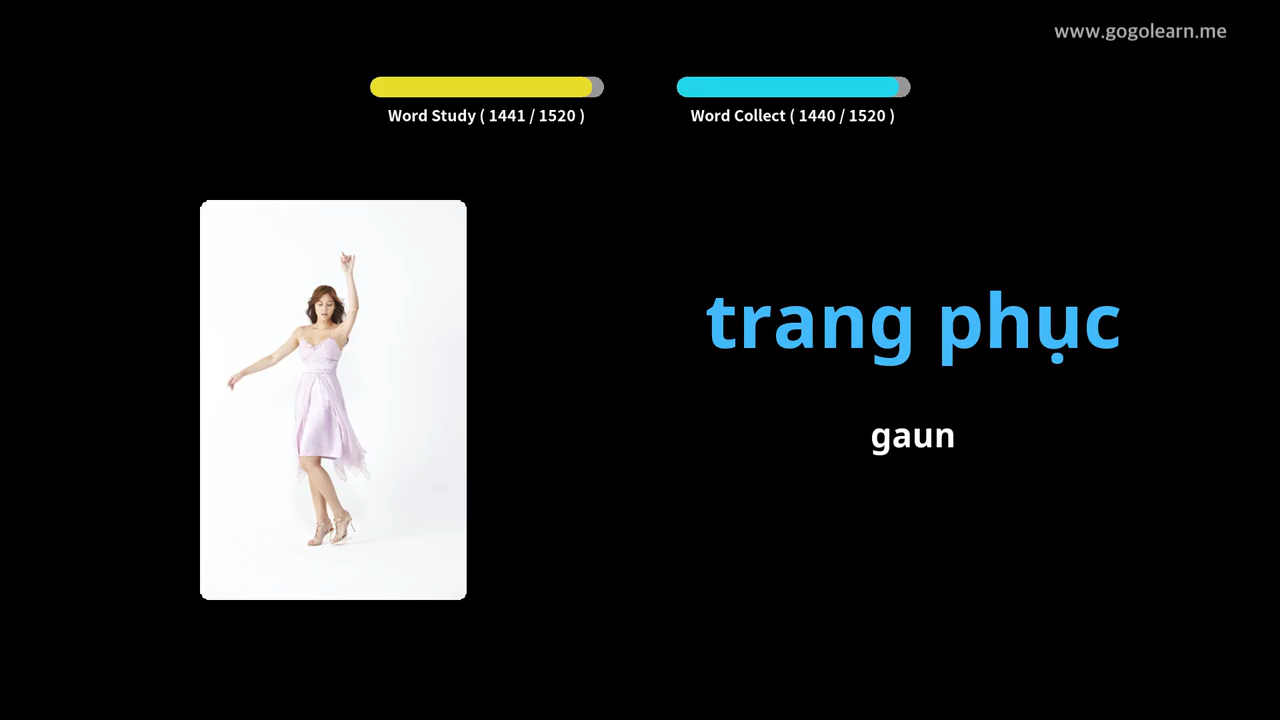 www.gogolearn.me
Word Study ( 1441 / 1520 )
Word Collect ( 1440 / 1520 )
trang phục
gaun